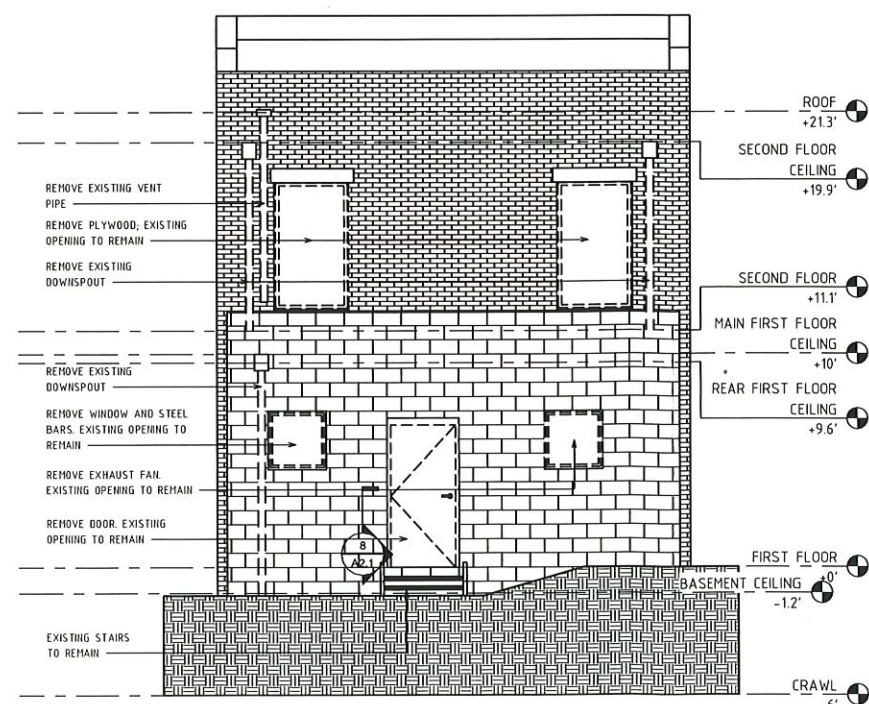 ROOF
+21.3'
SECOND FLOOR
CEILING
+19.9'
REMOVE EXISTING VENT
PIPE
REMOVE PLYWOOD; EXISTING
OPENING TO REMAIN
REMOVE EXISTING
DOWNSPOUT
SECOND FLOOR
+11.1'
MAIN FIRST FLOOR
CEILING
+10'
REAR FIRST FLOOR
CEILING
+9.6'
REMOVE EXISTING
DOWNSPOUT
REMOVE WINDOW AND STEEL
BARS. EXISTING OPENING TO
REMAIN
REMOVE EXHAUST FAN.
EXISTING OPENING TO REMAIN
REMOVE DOOR. EXISTING
OPENING TO REMAIN
8
A2.1
FIRST FLOOR
+0'
BASEMENT CEILING
-1.2'
EXISTING STAIRS
TO REMAIN
CRAWL